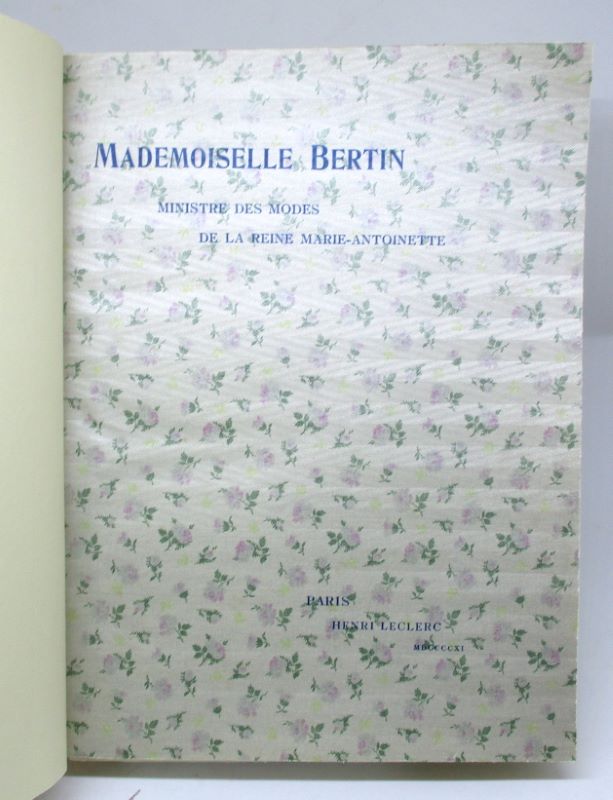 MADEMOISELLE BERTIN
MINISTRE DES MODES
DE LA REINE MARIE-ANTOINETTE
PARIS
HENRI LECLERC
MDCCCCXI